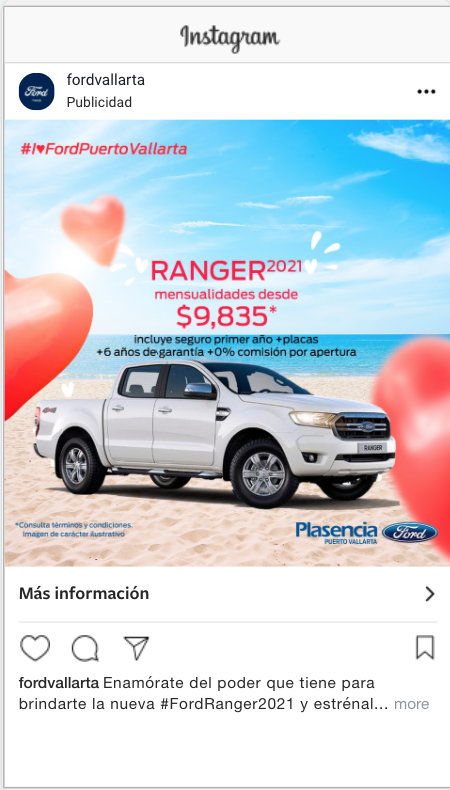 Instagram
Ford
fordvallarta
Publicidad
#I♥FordPuertoVallarta
RANGER2021
mensualidades desde
$9,835*
incluye seguro primer año +placas
+6 años de garantía +0% comisión por apertura
4x4
RANGER
*Consulta términos y condiciones.
Imagen de carácter ilustrativo
Plasencia
PUERTO VALLARTA
Ford
Más información
fordvallarta Enamórate del poder que tiene para
brindarte la nueva #FordRanger2021 y estrénal... more